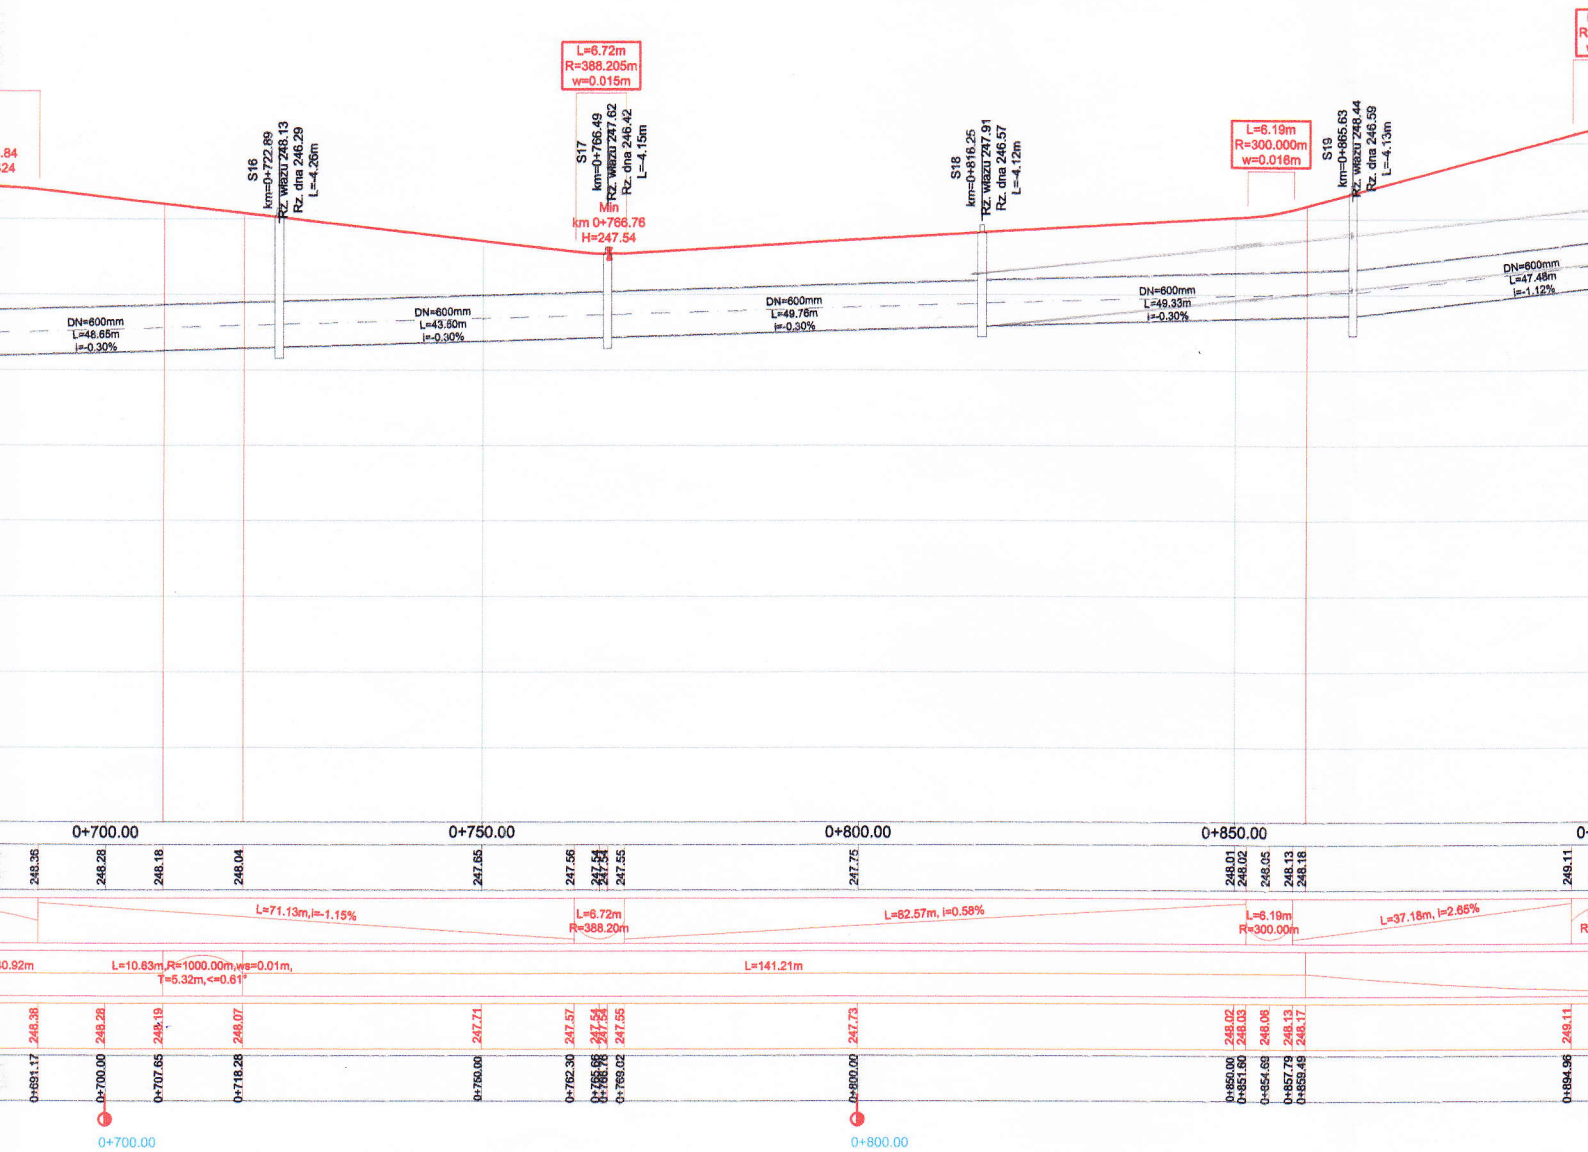 L=6.72m
R=388.205m
w=0.015m
.84
S16
km=0+722.89
Rz. włazu 248.13
Rz. dna 246.29
L=-4.26m
S17
km=0+766.49
Rz. włazu 247.62
Rz. dna 246.42
L=-4.15m
Min
km 0+766.76
H=247.54
S18
km=0+816.25
Rz. włazu 247.91
Rz. dna 246.57
L=-4.12m
L=6.19m
R=300.000m
w=0.016m
S19
km=0+865.63
Rz. włazu 248.44
Rz. dna 246.59
L=-4.13m
DN=600mm
L=48.65m
i=-0.30%
DN=600mm
L=43.50m
i=-0.30%
DN=600mm
L=49.76m
i=-0.30%
DN=600mm
L=49.33m
i=-0.30%
DN=600mm
L=47.48m
i=-1.12%
0+700.00 0+750.00 0+800.00 0+850.00
248.36 248.28 248.18 248.04 247.65 247.56 247.54 247.54 247.55 247.75 248.01 248.02 248.05 248.13 248.18 249.11
L=71.13m,i=-1.15%
L=6.72m
R=388.20m
L=82.57m, i=0.58%
L=6.19m
R=300.00m
L=37.18m, i=2.65%
R
0.92m
L=10.63m,R=1000.00m,ws=0.01m,
T=5.32m,<=0.61°
L=141.21m
248.38 248.28 248.19 248.07 247.71 247.57 247.54 247.54 247.55 247.73 248.02 248.03 248.06 248.13 248.17 249.11
0+691.17 0+700.00 0+707.65 0+718.28 0+750.00 0+762.30 0+766.76 0+769.02 0+800.00 0+850.00 0+851.60 0+854.69 0+857.79 0+859.49 0+894.96
0+700.00 0+800.00